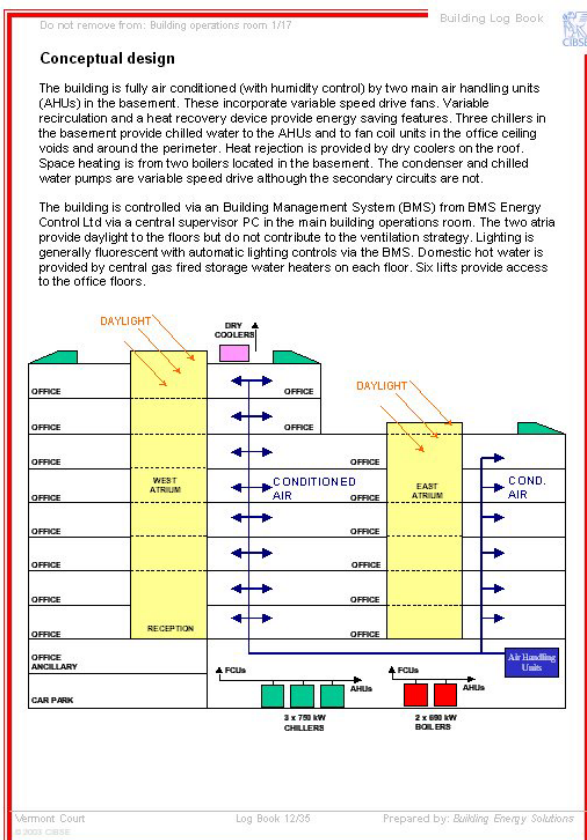 Do not remove from: Building operations room 1/17
Building Log Book
CIBSE
Conceptual design
The building is fully air conditioned (with humidity control) by two main air handling units
(AHUs) in the basement. These incorporate variable speed drive fans. Variable
recirculation and a heat recovery device provide energy saving features. Three chillers in
the basement provide chilled water to the AHUs and to fan coil units in the office ceiling
voids and around the perimeter. Heat rejection is provided by dry coolers on the roof.
Space heating is from two boilers located in the basement. The condenser and chilled
water pumps are variable speed drive although the secondary circuits are not.
The building is controlled via an Building Management System (BMS) from BMS Energy
Control Ltd via a central supervisor PC in the main building operations room. The two atria
provide daylight to the floors but do not contribute to the ventilation strategy. Lighting is
generally fluorescent with automatic lighting controls via the BMS. Domestic hot water is
provided by central gas fired storage water heaters on each floor. Six lifts provide access
to the office floors.
DAYLIGHT
DRY
COOLERS
DAYLIGHT
OFFICE
OFFICE
OFFICE
OFFICE
OFFICE
OFFICE
OFFICE
WEST
ATRIUM
CONDITIONED
AIR
OFFICE
EAST
ATRIUM
COND.
AIR
OFFICE
OFFICE
OFFICE
OFFICE
OFFICE
OFFICE
OFFICE
RECEPTION
OFFICE
OFFICE
OFFICE
ANCILLARY
Air Handling
Units
FCUs
AHUs
FCUs
AHUs
CAR PARK
3 x 750 kW
CHILLERS
2 x 690 kW
BOILERS
Vermont Court
Log Book 12/35
Prepared by: Building Energy Solutions
© 2003 CIBSE